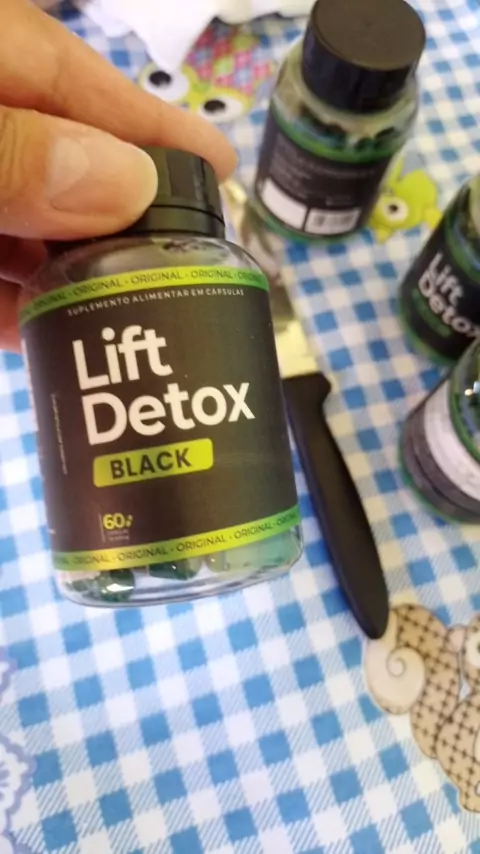 ORIGINAL · ORIGINAL · ORIGINAL · ORIGINAL
SUPLEMENTO ALIMENTAR EM CÁPSULAS
Lift
Detox
BLACK
60
ORIGINAL · ORIGINAL · ORIGINAL · ORIGINAL
Lift
Detox